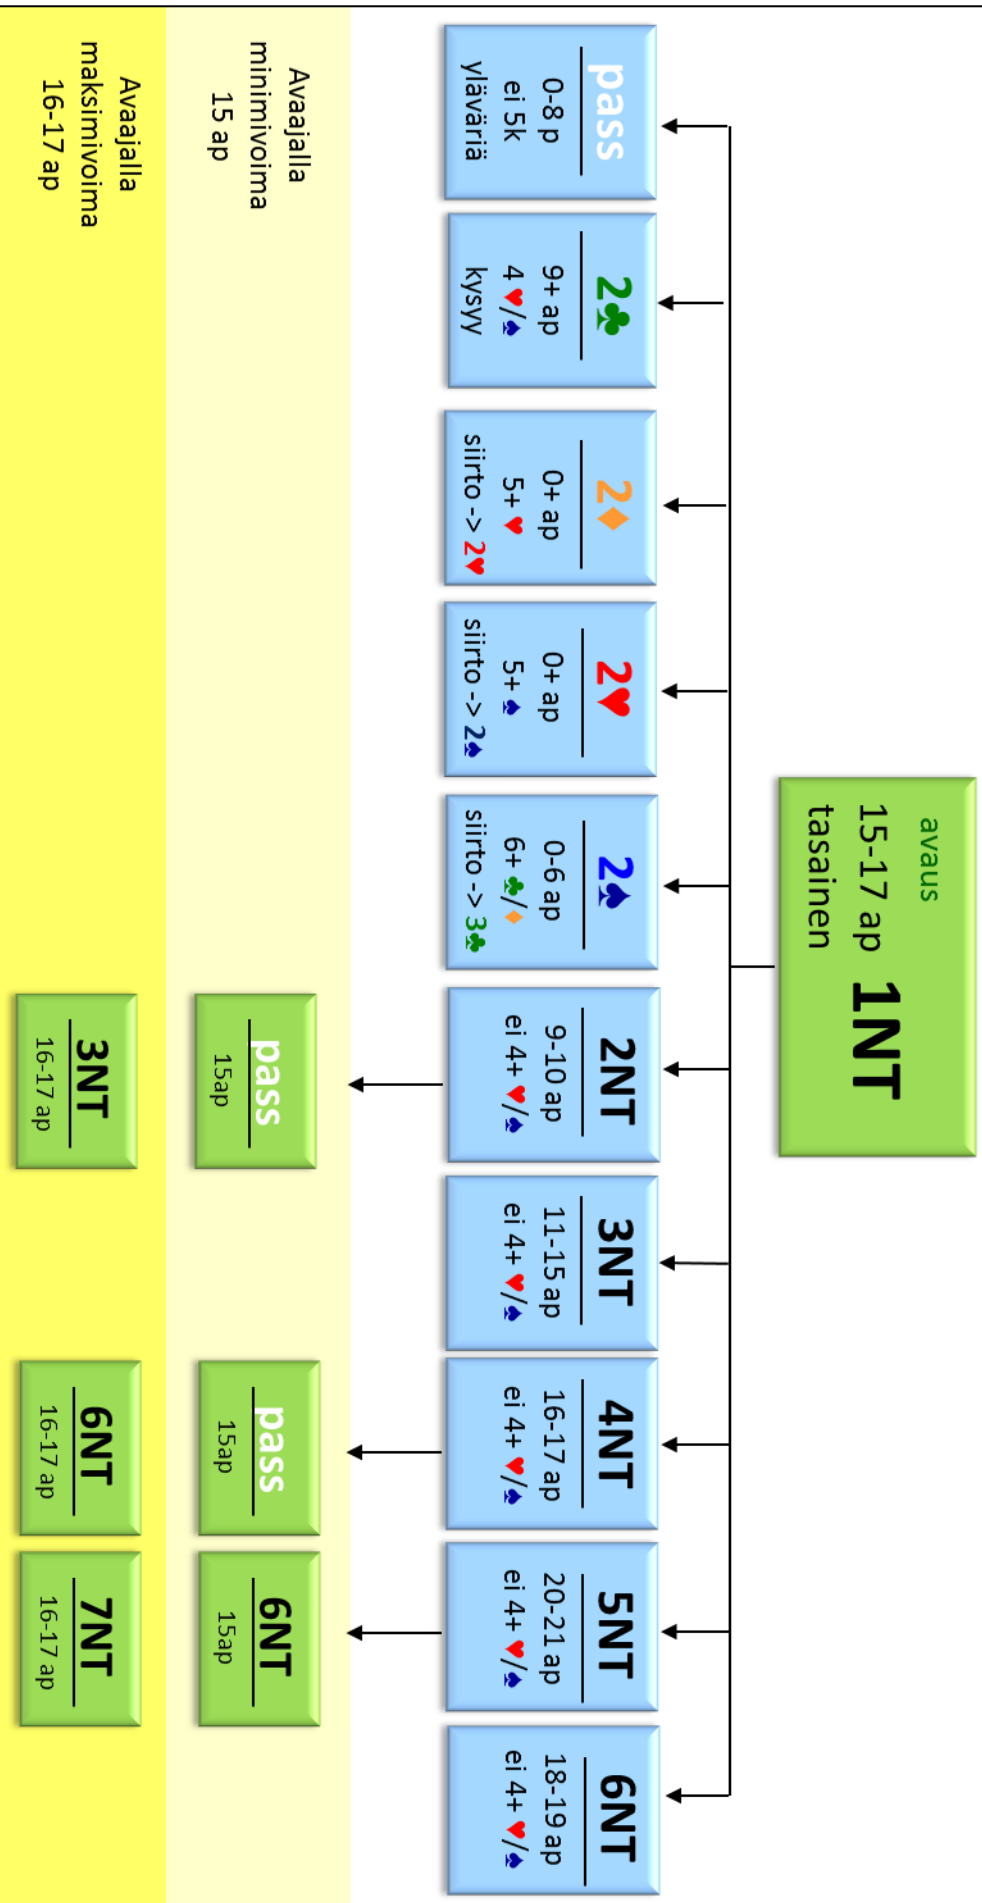 avaus
15-17 ap 1NT
tasainen
pass
0-8 p
ei 5k
yläväriä
2♣
9+ ap
4 ♥/♠
kysyy
2♦
0+ ap
5+ ♥
siirto -> 2♥
2♥
0+ ap
5+ ♠
siirto -> 2♠
2♠
0-6 ap
6+ ♣/♦
siirto -> 3♣
2NT
9-10 ap
ei 4+ ♥/♠
3NT
11-15 ap
ei 4+ ♥/♠
4NT
16-17 ap
ei 4+ ♥/♠
5NT
20-21 ap
ei 4+ ♥/♠
6NT
18-19 ap
ei 4+ ♥/♠
Avaajalla
minimivoima
15 ap
pass
15ap
pass
15ap
6NT
15ap
Avaajalla
maksimivoima
16-17 ap
3NT
16-17 ap
6NT
16-17 ap
7NT
16-17 ap